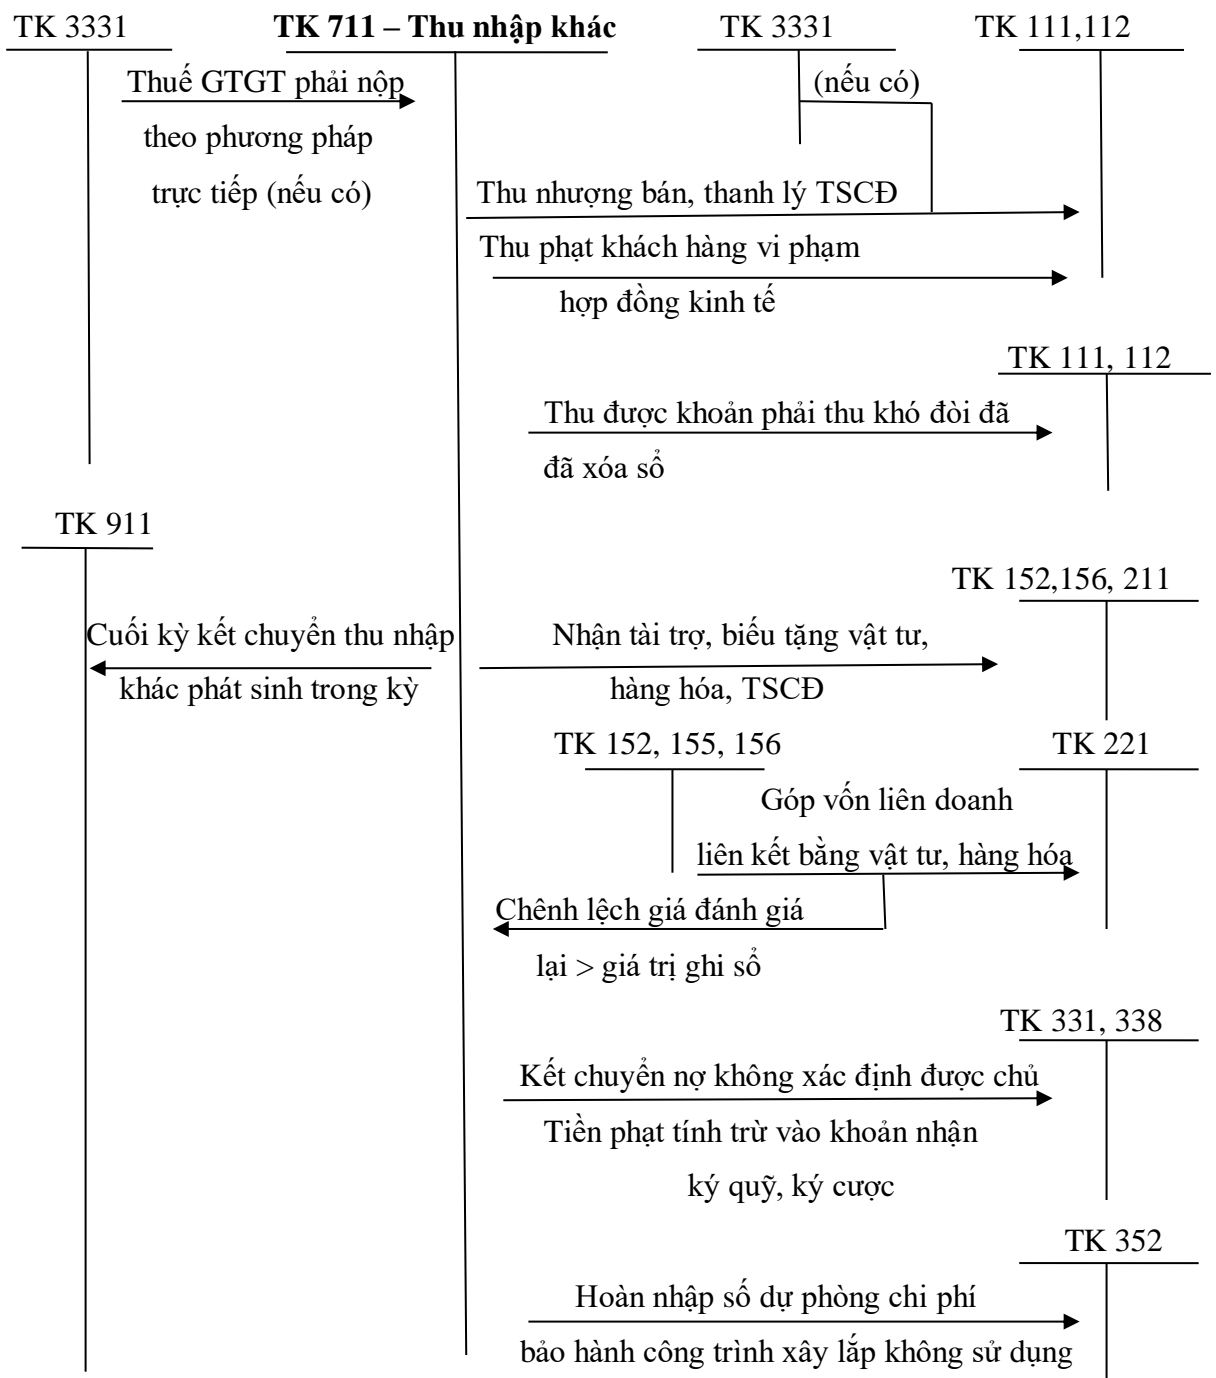 TK 3331
TK 711 – Thu nhập khác
TK 3331
TK 111,112
Thuế GTGT phải nộp
theo phương pháp
trực tiếp (nếu có)
(nếu có)
Thu nhượng bán, thanh lý TSCĐ
Thu phạt khách hàng vi phạm
hợp đồng kinh tế
TK 111, 112
Thu được khoản phải thu khó đòi đã
đã xóa sổ
TK 911
TK 152,156, 211
Cuối kỳ kết chuyển thu nhập
khác phát sinh trong kỳ
Nhận tài trợ, biếu tặng vật tư,
hàng hóa, TSCĐ
TK 152, 155, 156
TK 221
Góp vốn liên doanh
liên kết bằng vật tư, hàng hóa
Chênh lệch giá đánh giá
lại > giá trị ghi sổ
TK 331, 338
Kết chuyển nợ không xác định được chủ
Tiền phạt tính trừ vào khoản nhận
ký quỹ, ký cược
TK 352
Hoàn nhập số dự phòng chi phí
bảo hành công trình xây lắp không sử dụng